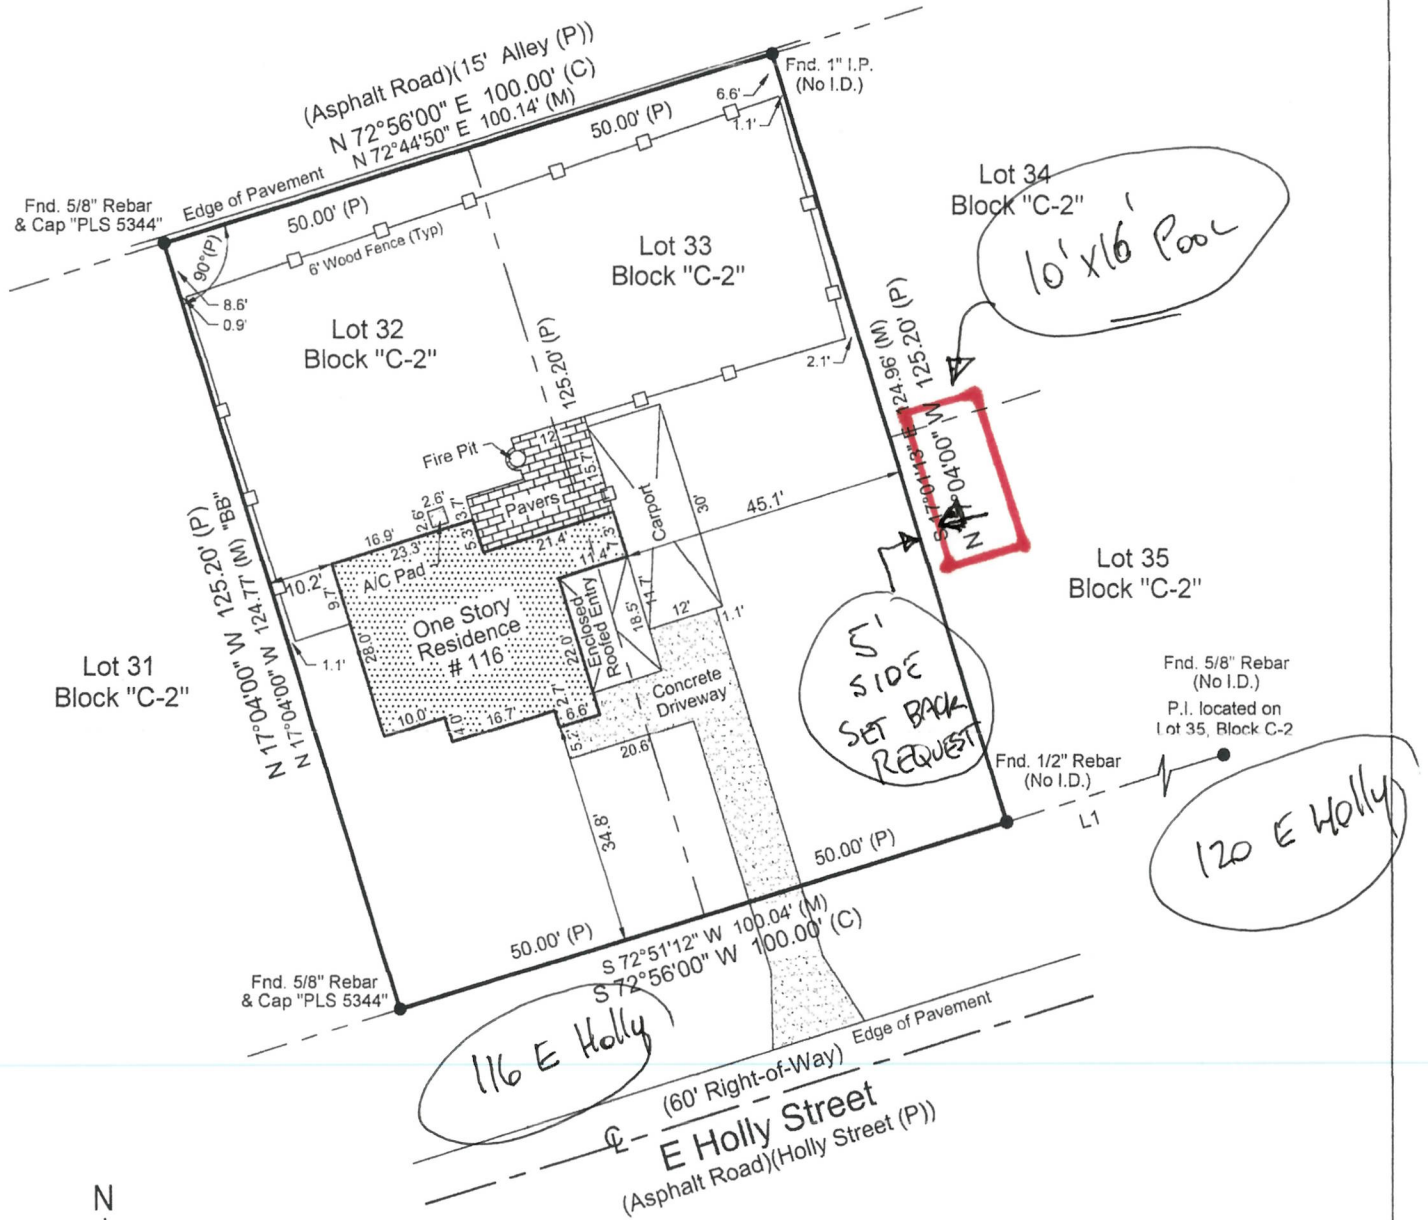 (Asphalt Road)(15' Alley (P))
N 72°56'00" E 100.00' (C)
N 72°44'50" E 100.14' (M)
Edge of Pavement
50.00' (P)
50.00' (P)
Fnd. 1" I.P.
(No I.D.)
6.6'
1.1'
Fnd. 5/8" Rebar
& Cap "PLS 5344"
90°(P)
6' Wood Fence (Typ)
8.6'
0.9'
Lot 32
Block "C-2"
Lot 33
Block "C-2"
Lot 34
Block "C-2"
10'x16' Pool
125.20' (P)
2.1'
124.96' (M)
125.20' (P)
S 17°01'13" E
N 17°04'00" W
Fire Pit
12'
15.7'
Pavers
Carport
30'
45.1'
2.6'
2.6'
3.7'
5.3'
16.9'
23.3'
21.4'
7.3'
11.4'
A/C Pad
10.2'
9.7'
28.0'
One Story
Residence
# 116
Enclosed
Roofed Entry
22.0'
18.5'
14.7'
12'
1.1'
1.1'
10.0'
4.0'
16.7'
2.7'
6.6'
5.2'
20.6'
Concrete
Driveway
34.8'
N 17°04'00" W 125.20' (P)
N 17°04'00" W 124.77' (M) "BB"
Lot 31
Block "C-2"
Lot 35
Block "C-2"
5'
SIDE
SET BACK
REQUEST
Fnd. 5/8" Rebar
(No I.D.)
P.I. located on
Lot 35, Block C-2
Fnd. 1/2" Rebar
(No I.D.)
L1
120 E Holly
50.00' (P)
50.00' (P)
S 72°51'12" W 100.04' (M)
S 72°56'00" W 100.00' (C)
Fnd. 5/8" Rebar
& Cap "PLS 5344"
116 E Holly
Edge of Pavement
(60' Right-of-Way)
CL
E Holly Street
(Asphalt Road)(Holly Street (P))
N